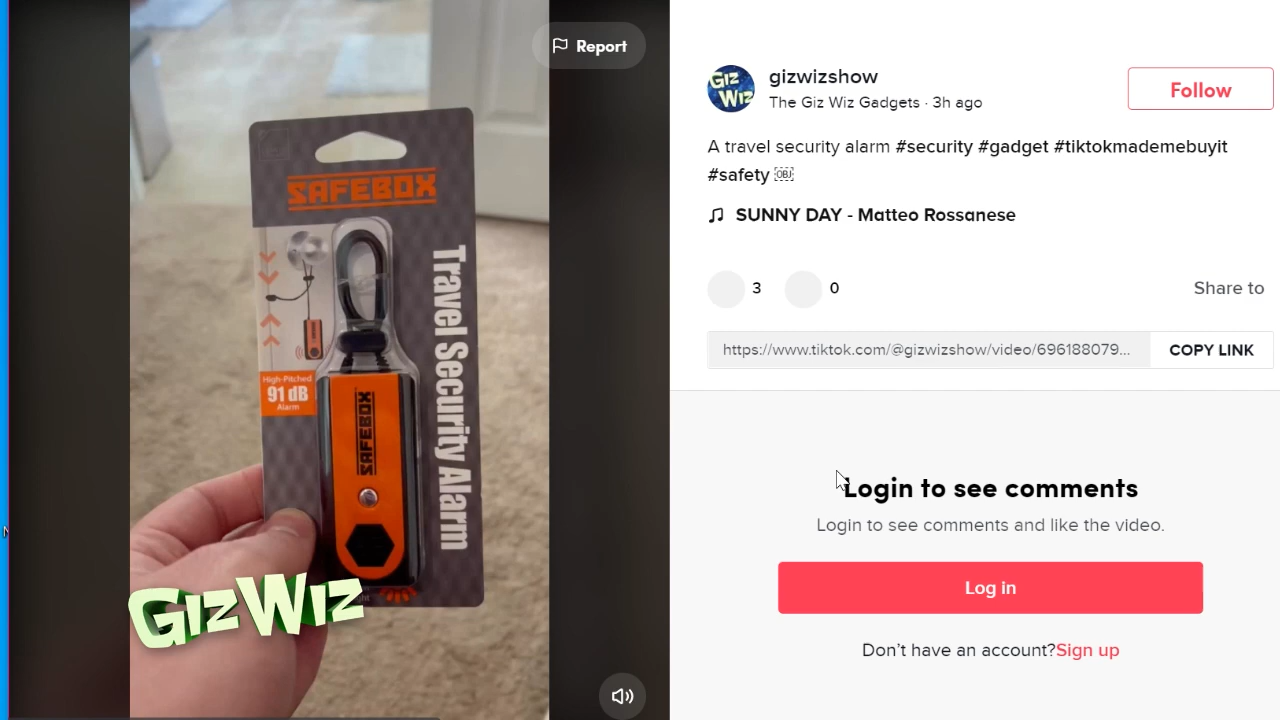 Report
SAFEBOX
Travel Security Alarm
High-Pitched
91 dB
Alarm
SAFEBOX
GIZWIZ
GIZ
WIZ
gizwizshow
The Giz Wiz Gadgets · 3h ago
Follow
A travel security alarm #security #gadget #tiktokmademebuyit
#safety OBJ
SUNNY DAY - Matteo Rossanese
3
0
Share to
https://www.tiktok.com/@gizwizshow/video/696188079...
COPY LINK
Login to see comments
Login to see comments and like the video.
Log in
Don't have an account?Sign up